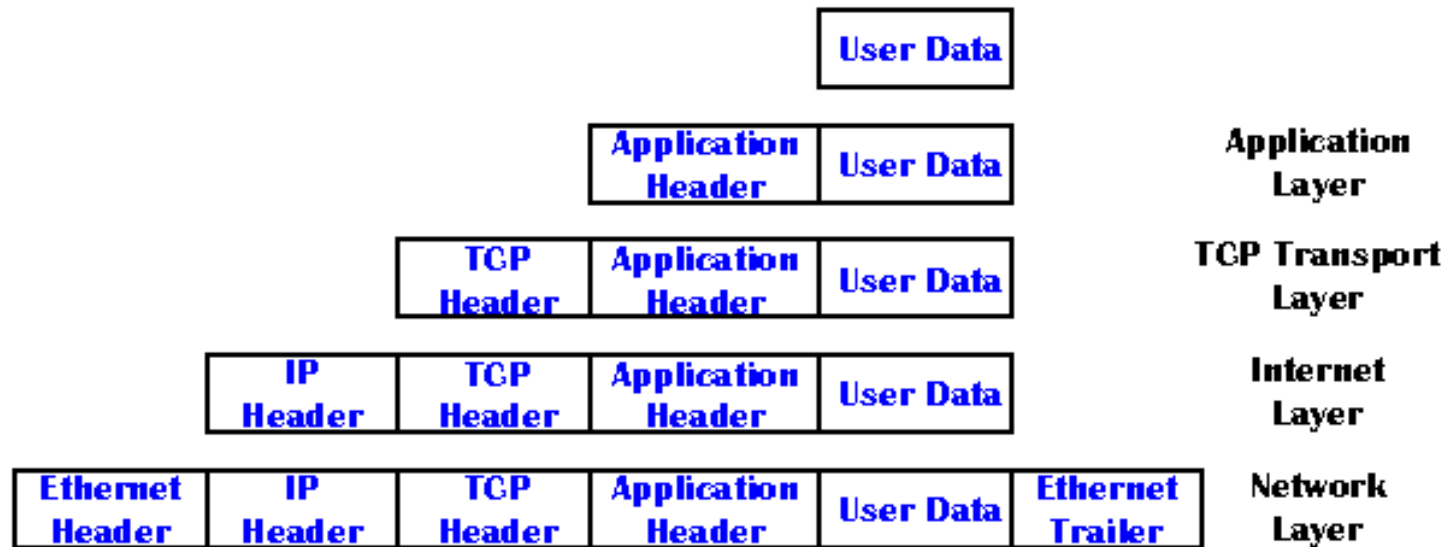 User Data
Application Header User Data Application Layer
TCP Header Application Header User Data TCP Transport Layer
IP Header TCP Header Application Header User Data Internet Layer
Ethernet Header IP Header TCP Header Application Header User Data Ethernet Trailer Network Layer